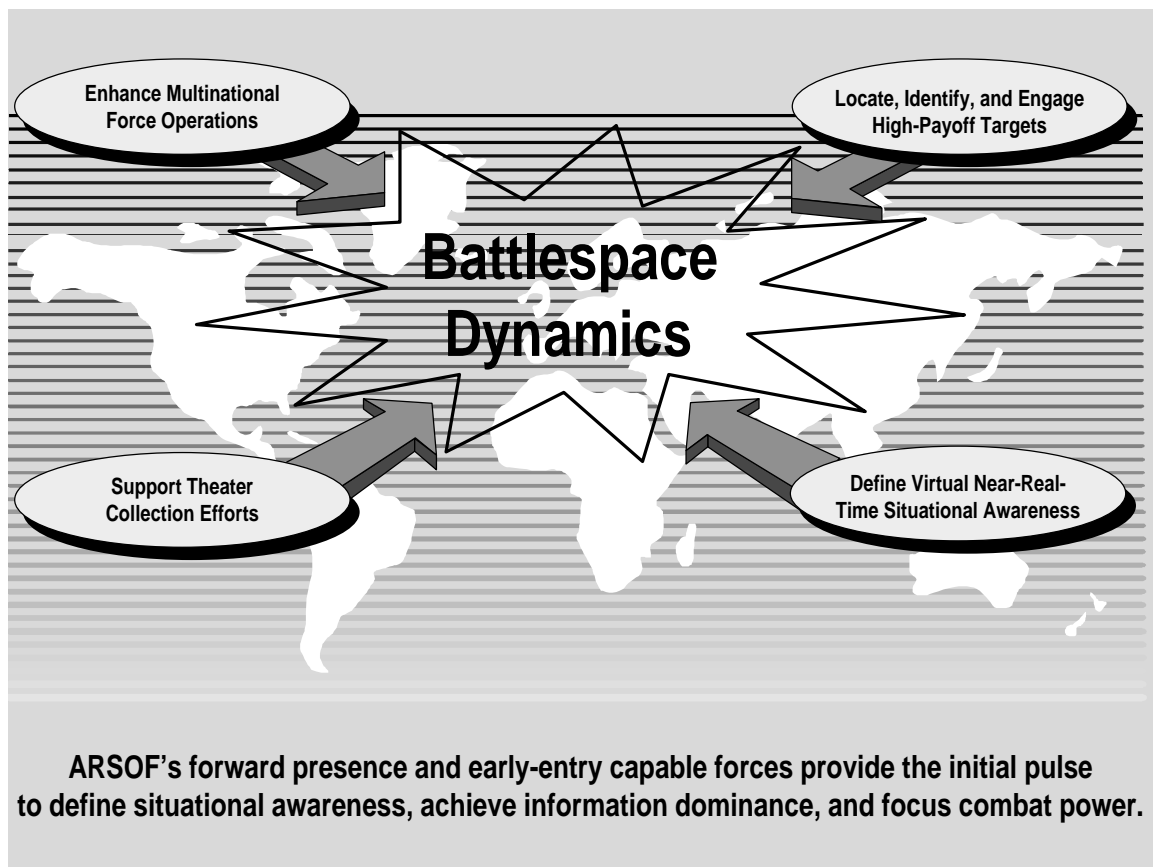 Enhance Multinational
Force Operations
Locate, Identify, and Engage
High-Payoff Targets
Battlespace
Dynamics
Support Theater
Collection Efforts
Define Virtual Near-Real-
Time Situational Awareness
ARSOF’s forward presence and early-entry capable forces provide the initial pulse
to define situational awareness, achieve information dominance, and focus combat power.